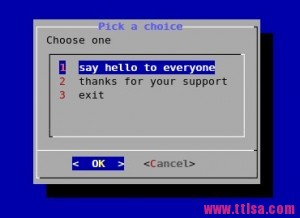 Pick a choice
Choose one
1 say hello to everyone
2 thanks for your support
3 exit
< OK > <Cancel>
www.ttlsa.com